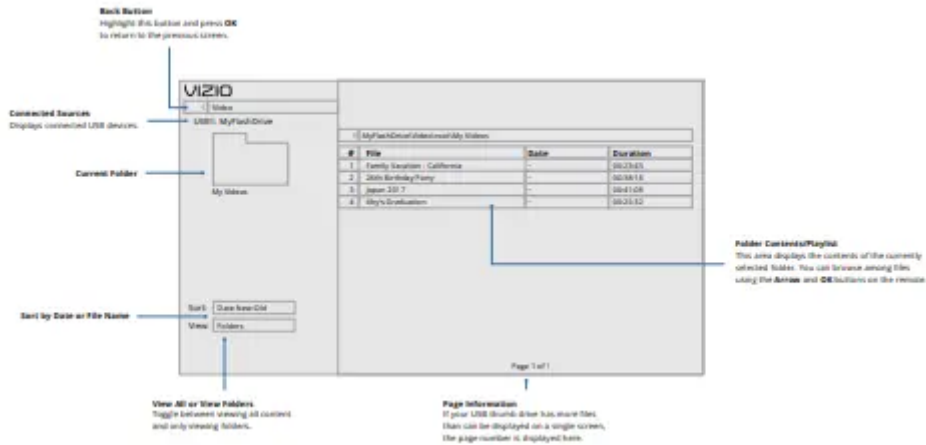 Back Button
Highlight this button and press OK
to return to the previous screen.
VIZIO
Video
Connected Sources
Displays connected USB devices.
USB1: MyFlashDrive
Current Folder
My Videos
# File Date Duration
1 Family Vacation - California - 00:23:45
2 26th Birthday Party -
3 Japan 2017 - 00:41:09
4 Graduation - 00:25:52
Folder Contents/Playlist
This area displays the contents of the currently
selected folder. You can browse among files
using the Arrow and OK buttons on the remote
Sort: Date New-Old
Sort by Date or File Name
View: Folders
Page 1 of 1
View All or View Folders
Toggle between viewing all content
and only viewing folders.
Page Information
If your USB thumb drive has more files
than can be displayed on a single screen,
the page number is displayed here.